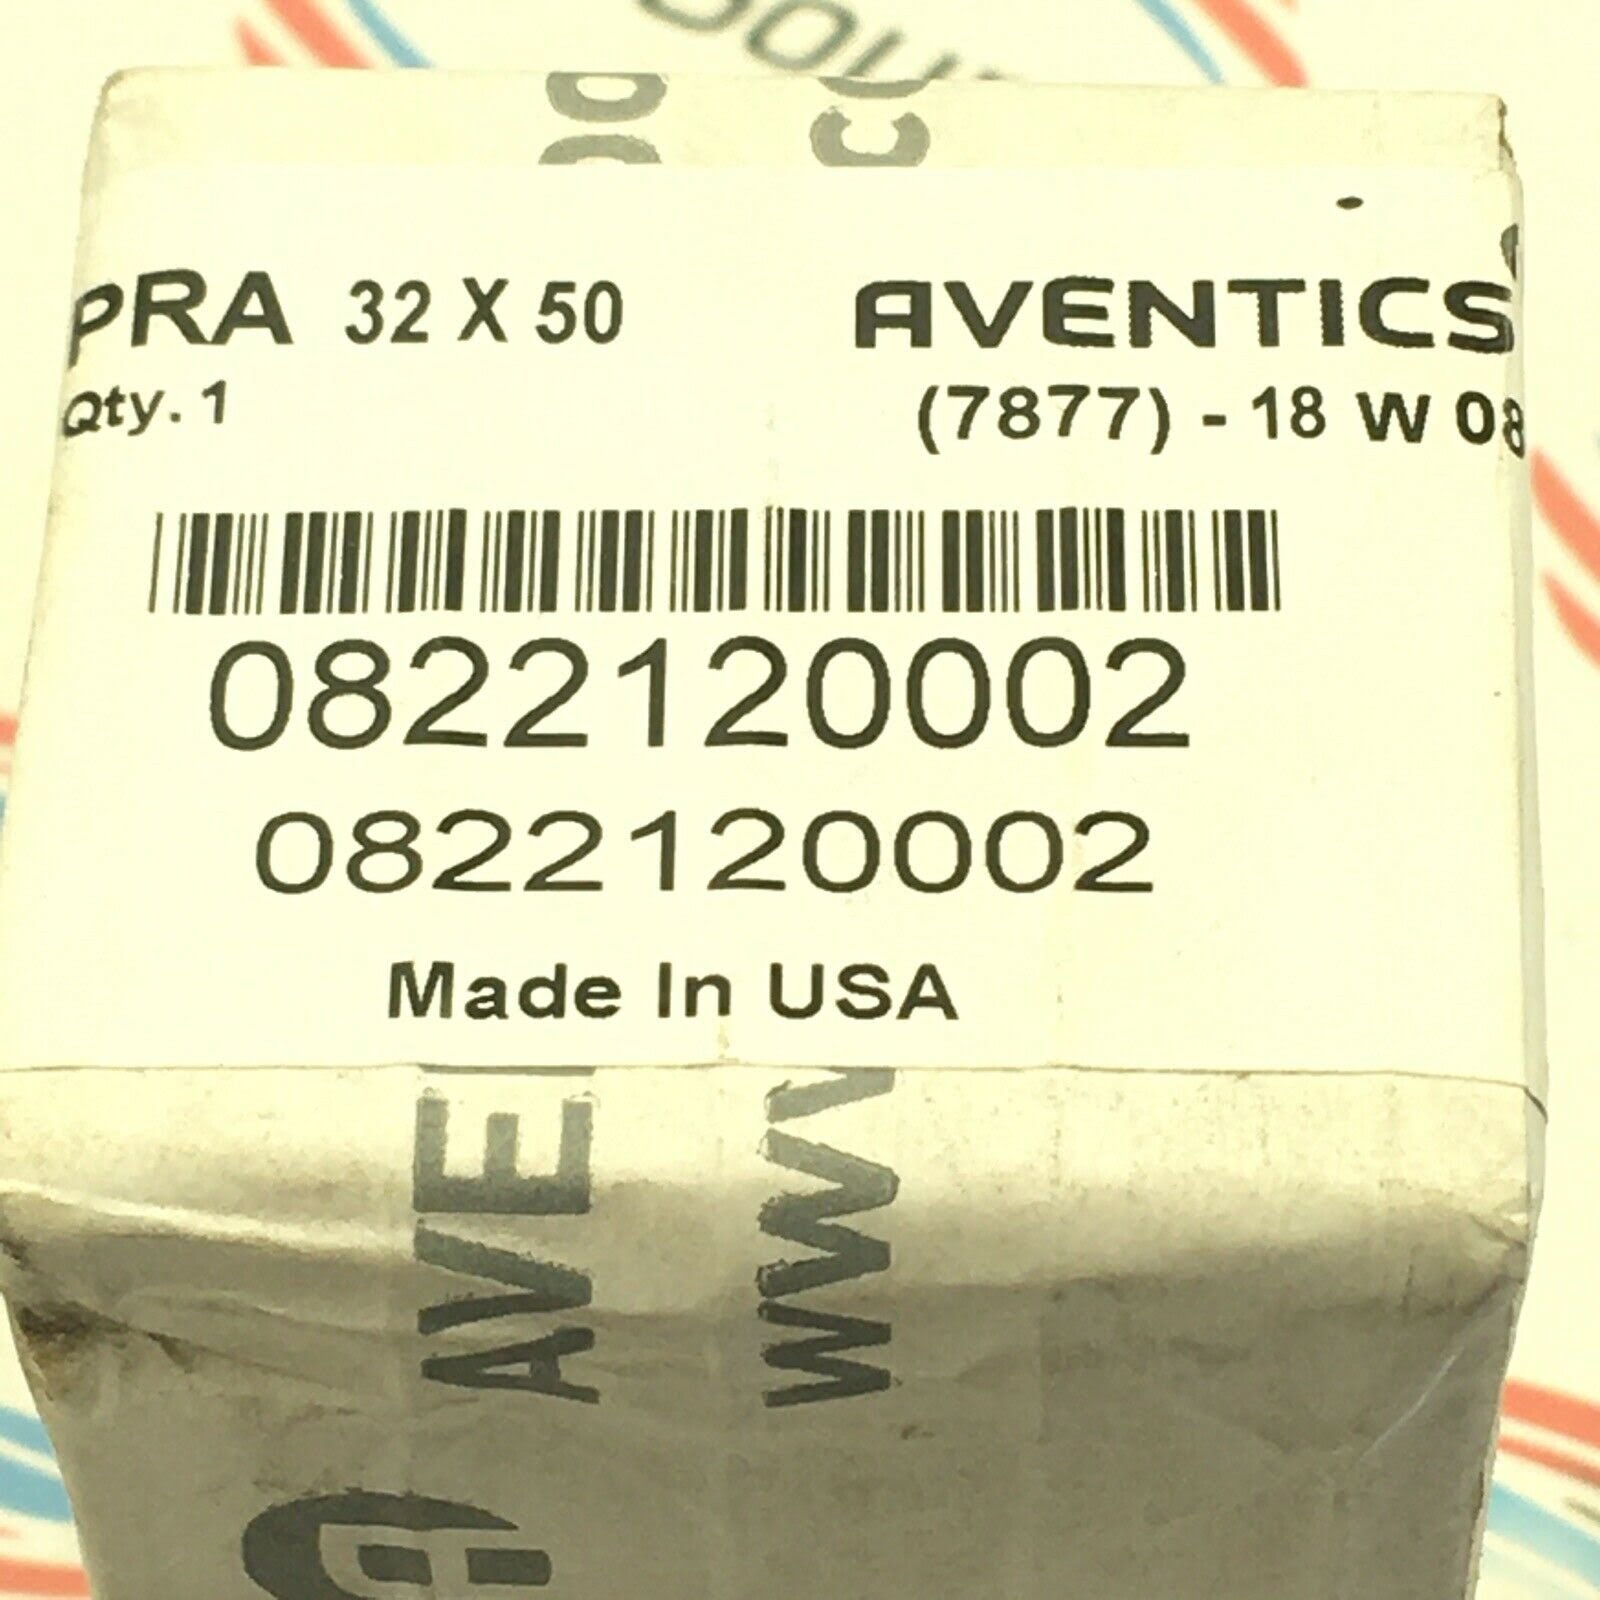 PRA 32 X 50
AVENTICS
Qty. 1
(7877) - 18 W 08
0822120002
0822120002
Made In USA